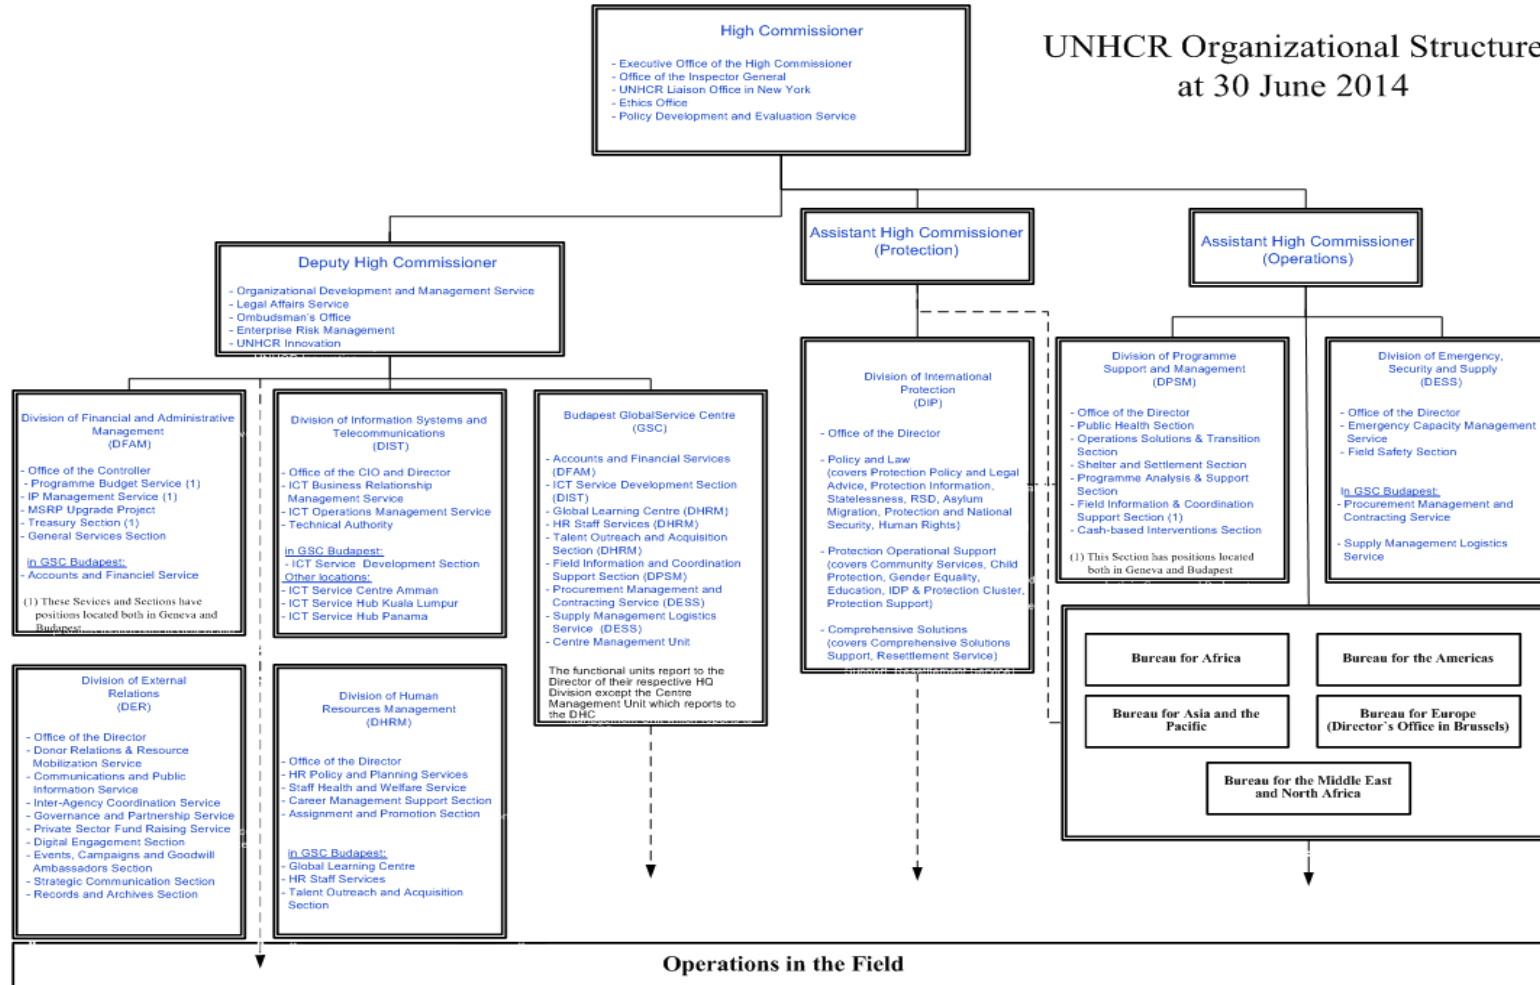 UNHCR Organizational Structure
at 30 June 2014
High Commissioner
- Executive Office of the High Commissioner
- Office of the Inspector General
- UNHCR Liaison Office in New York
- Ethics Office
- Policy Development and Evaluation Service
Deputy High Commissioner
- Organizational Development and Management Service
- Legal Affairs Service
- Ombudsman's Office
- Enterprise Risk Management
- UNHCR Innovation
Assistant High Commissioner
(Protection)
Assistant High Commissioner
(Operations)
Division of Financial and Administrative
Management
(DFAM)
- Office of the Controller
- Programme Budget Service (1)
- IP Management Service (1)
- MSRP Upgrade Project
- Treasury Section (1)
- General Services Section
in GSC Budapest:
- Accounts and Financiel Service
(1) These Sevices and Sections have
positions located both in Geneva and
Budapest
Division of Information Systems and
Telecommunications
(DIST)
- Office of the CIO and Director
- ICT Business Relationship
Management Service
- ICT Operations Management Service
- Technical Authority
in GSC Budapest:
- ICT Service Development Section
Other locations:
- ICT Service Centre Amman
- ICT Service Hub Kuala Lumpur
- ICT Service Hub Panama
Budapest GlobalService Centre
(GSC)
- Accounts and Financial Services
(DFAM)
- ICT Service Development Section
(DIST)
- Global Learning Centre (DHRM)
- HR Staff Services (DHRM)
- Talent Outreach and Acquisition
Section (DHRM)
- Field Information and Coordination
Support Section (DPSM)
- Procurement Management and
Contracting Service (DESS)
- Supply Management Logistics
Service (DESS)
- Centre Management Unit
The functional units report to the
Director of their respective HQ
Division except the Centre
Management Unit which reports to
the DHC
Division of International
Protection
(DIP)
- Office of the Director
- Policy and Law
(covers Protection Policy and Legal
Advice, Protection Information,
Statelessness, RSD, Asylum
Migration, Protection and National
Security, Human Rights)
- Protection Operational Support
(covers Community Services, Child
Protection, Gender Equality,
Education, IDP & Protection Cluster,
Protection Support)
- Comprehensive Solutions
(covers Comprehensive Solutions
Support, Resettlement Service)
Division of Programme
Support and Management
(DPSM)
- Office of the Director
- Public Health Section
- Operations Solutions & Transition
Section
- Shelter and Settlement Section
- Programme Analysis & Support
Section
- Field Information & Coordination
Support Section (1)
- Cash-based Interventions Section
(1) This Section has positions located
both in Geneva and Budapest
Division of Emergency,
Security and Supply
(DESS)
- Office of the Director
- Emergency Capacity Management
Service
- Field Safety Section
In GSC Budapest:
- Procurement Management and
Contracting Service
- Supply Management Logistics
Service
Division of External
Relations
(DER)
- Office of the Director
- Donor Relations & Resource
Mobilization Service
- Communications and Public
Information Service
- Inter-Agency Coordination Service
- Governance and Partnership Service
- Private Sector Fund Raising Service
- Digital Engagement Section
- Events, Campaigns and Goodwill
Ambassadors Section
- Strategic Communication Section
- Records and Archives Section
Division of Human
Resources Management
(DHRM)
- Office of the Director
- HR Policy and Planning Services
- Staff Health and Welfare Service
- Career Management Support Section
- Assignment and Promotion Section
in GSC Budapest:
- Global Learning Centre
- HR Staff Services
- Talent Outreach and Acquisition
Section
Bureau for Africa
Bureau for the Americas
Bureau for Asia and the
Pacific
Bureau for Europe
(Director`s Office in Brussels)
Bureau for the Middle East
and North Africa
Operations in the Field